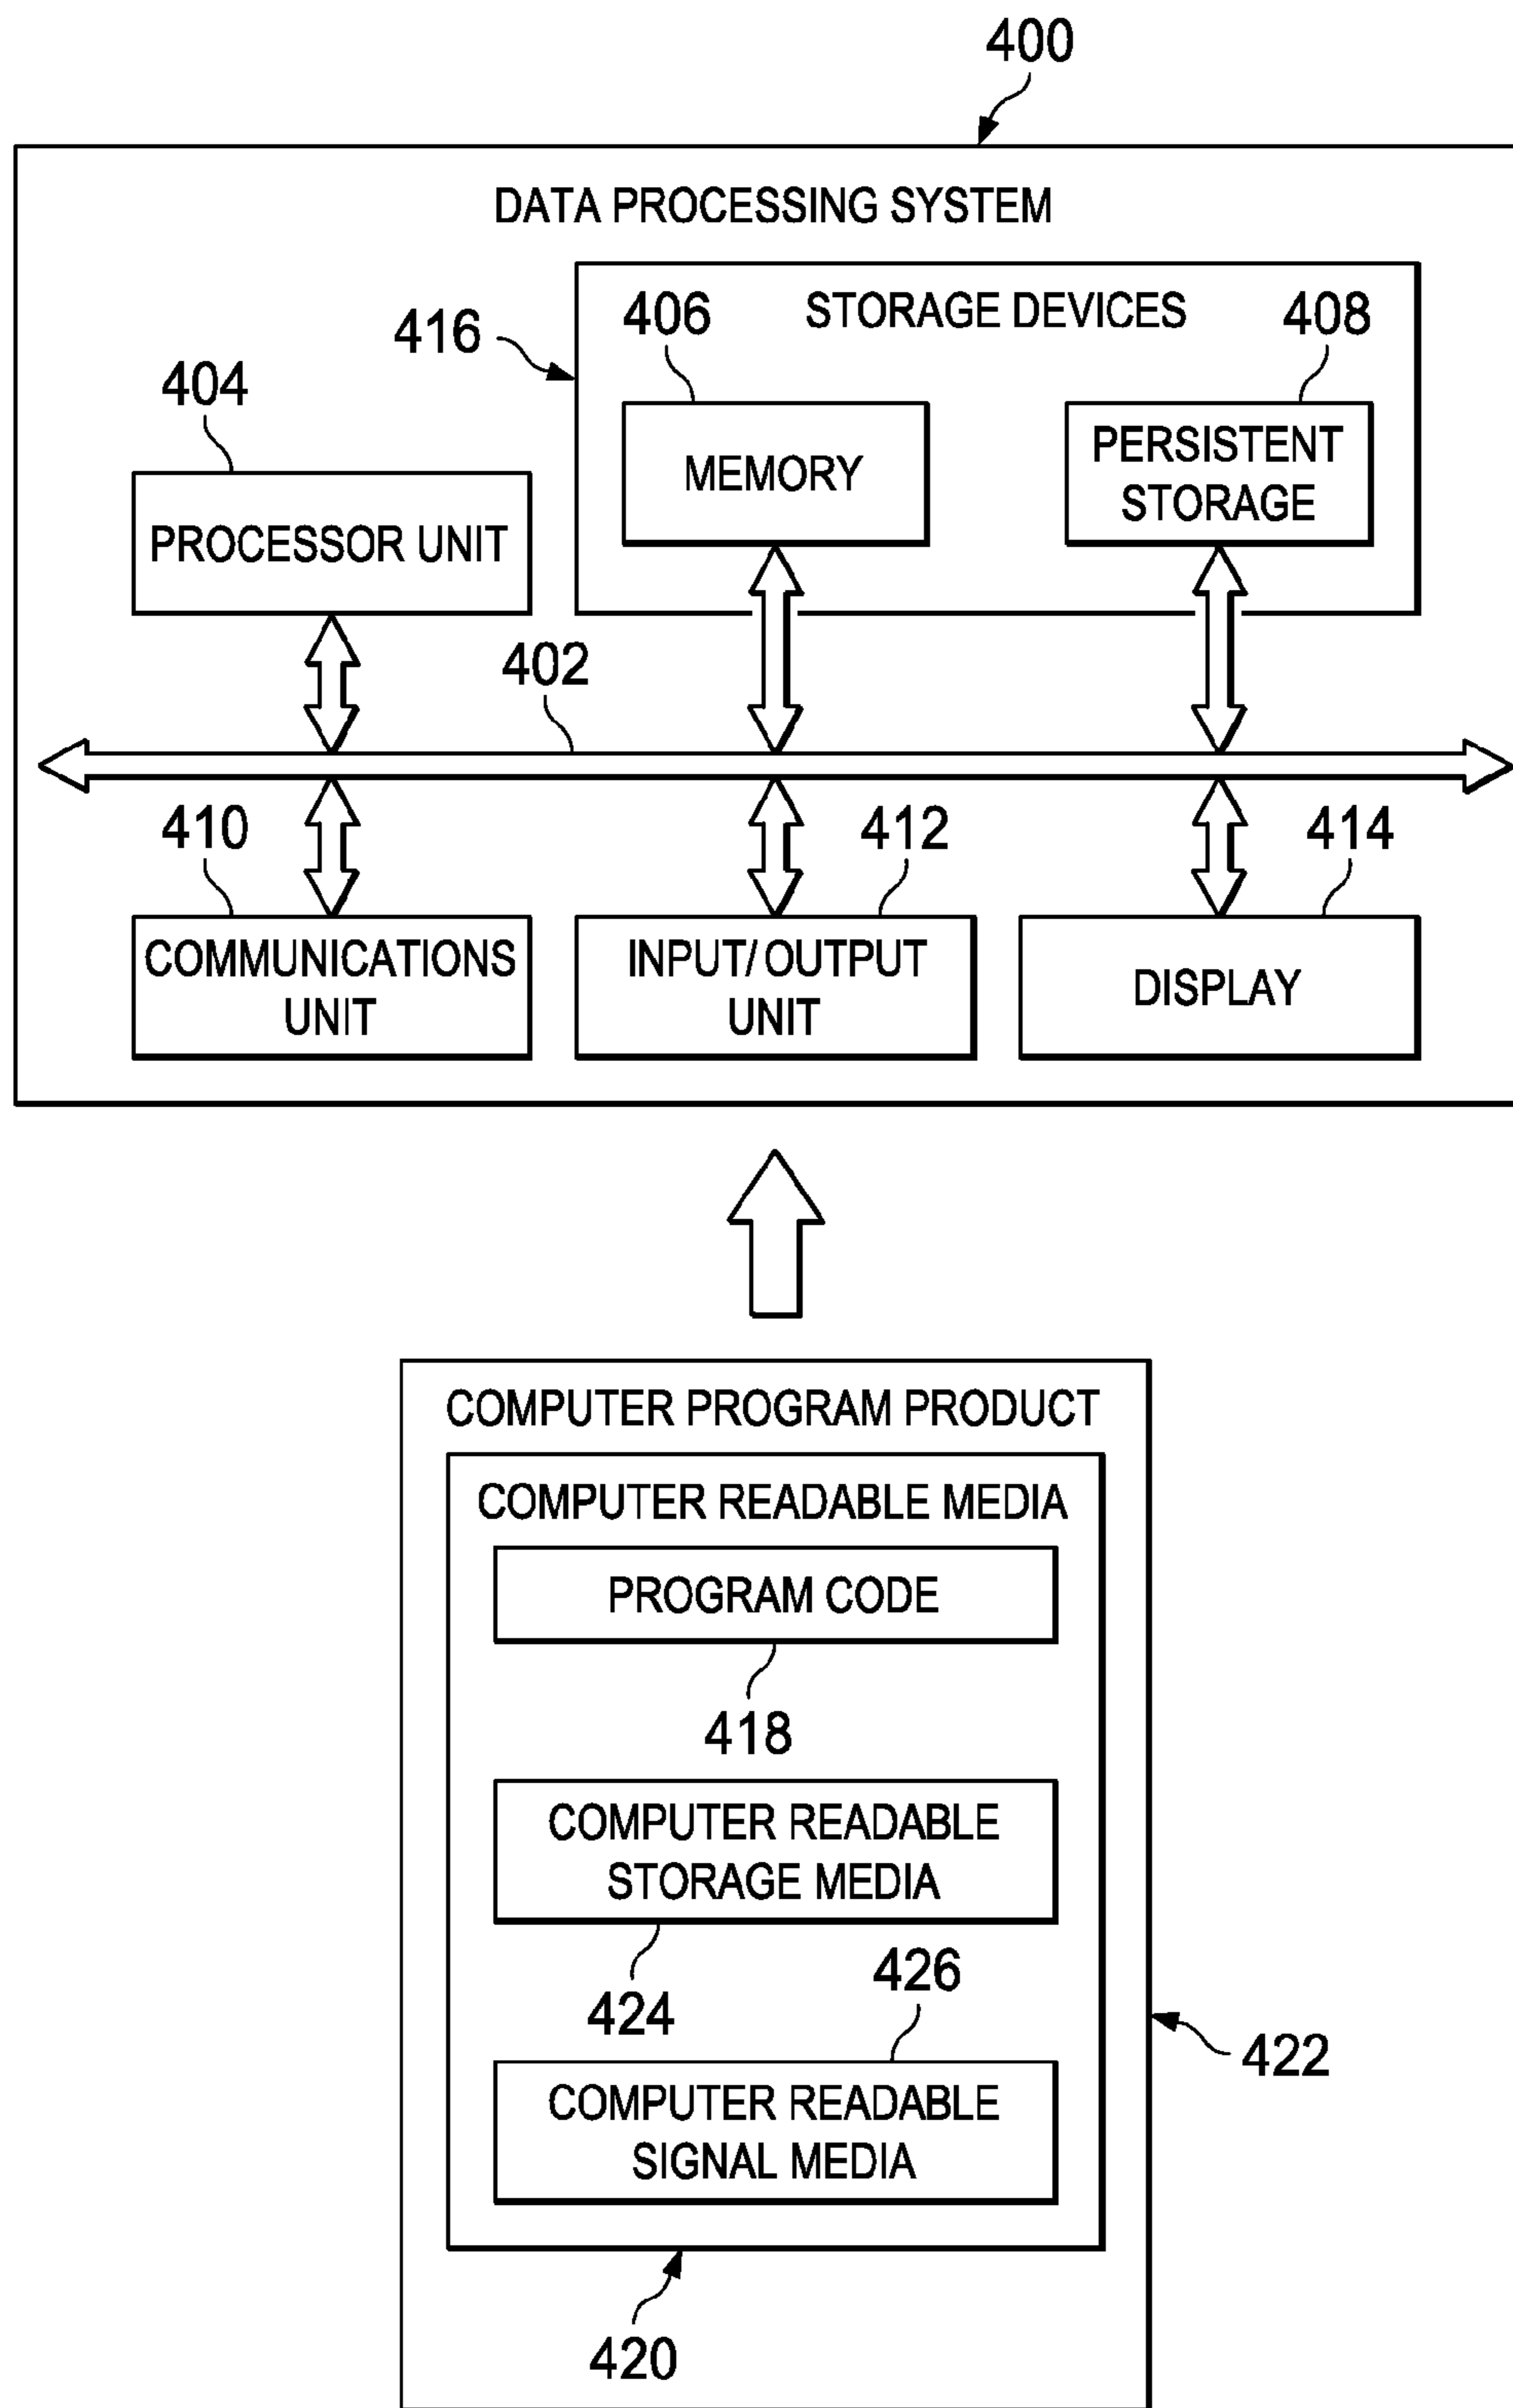 400
DATA PROCESSING SYSTEM
STORAGE DEVICES
416
406
408
404
MEMORY
PERSISTENT
STORAGE
PROCESSOR UNIT
402
410
412
414
COMMUNICATIONS
UNIT
INPUT/OUTPUT
UNIT
DISPLAY
COMPUTER PROGRAM PRODUCT
COMPUTER READABLE MEDIA
PROGRAM CODE
418
COMPUTER READABLE
STORAGE MEDIA
424
426
COMPUTER READABLE
SIGNAL MEDIA
422
420